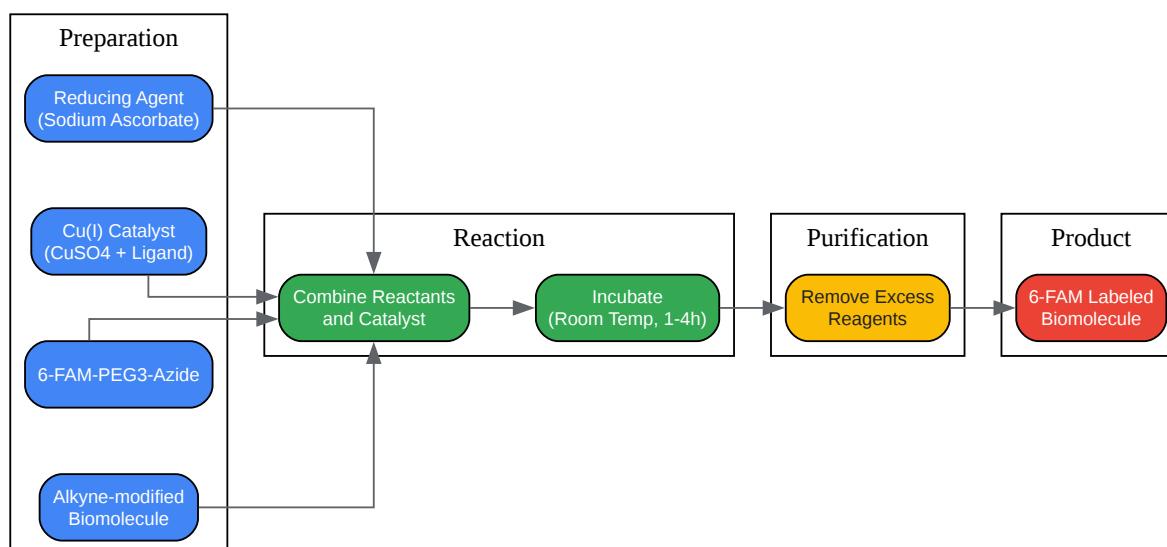 Preparation
Reducing Agent
(Sodium Ascorbate)
Cu(I) Catalyst
(CuSO4 + Ligand)
6-FAM-PEG3-Azide
Alkyne-modified
Biomolecule
Reaction
Combine Reactants
and Catalyst
Incubate
(Room Temp, 1-4h)
Purification
Remove Excess
Reagents
Product
6-FAM Labeled
Biomolecule